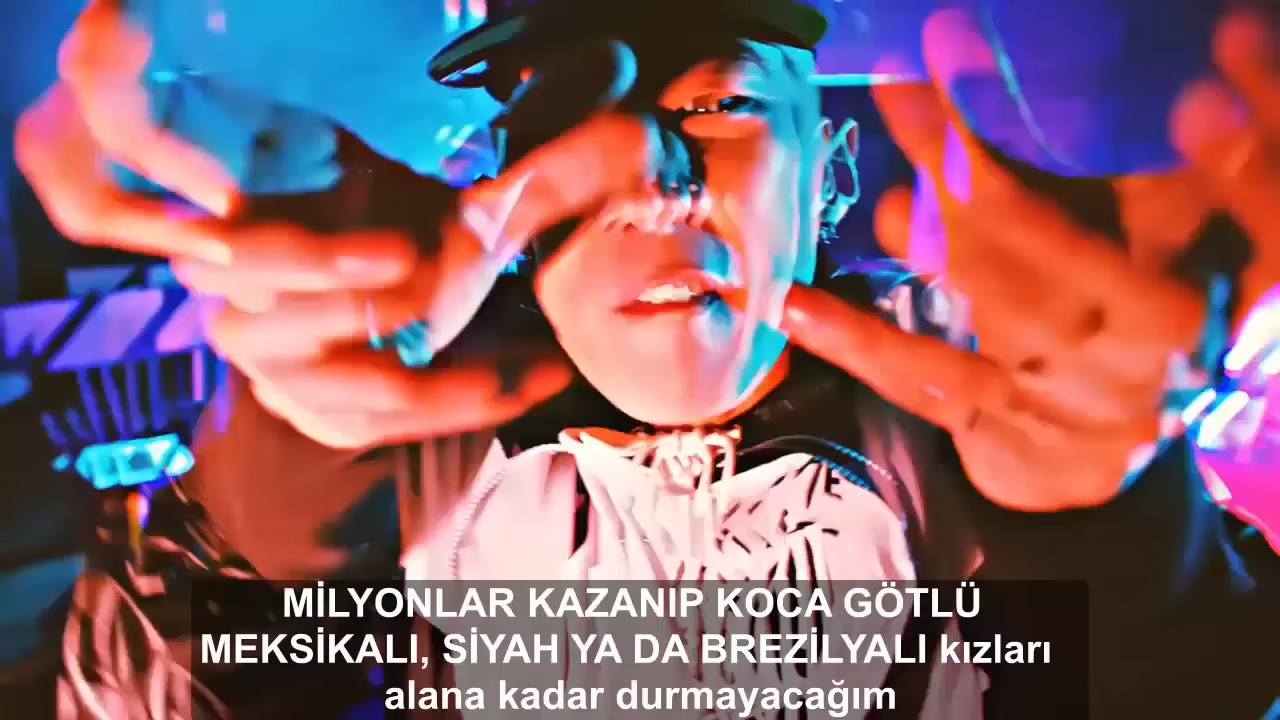 MİLYONLAR KAZANIP KOCA GÖTLÜ
MEKSİKALI, SİYAH YA DA BREZİLYALI kızları
alana kadar durmayacağım